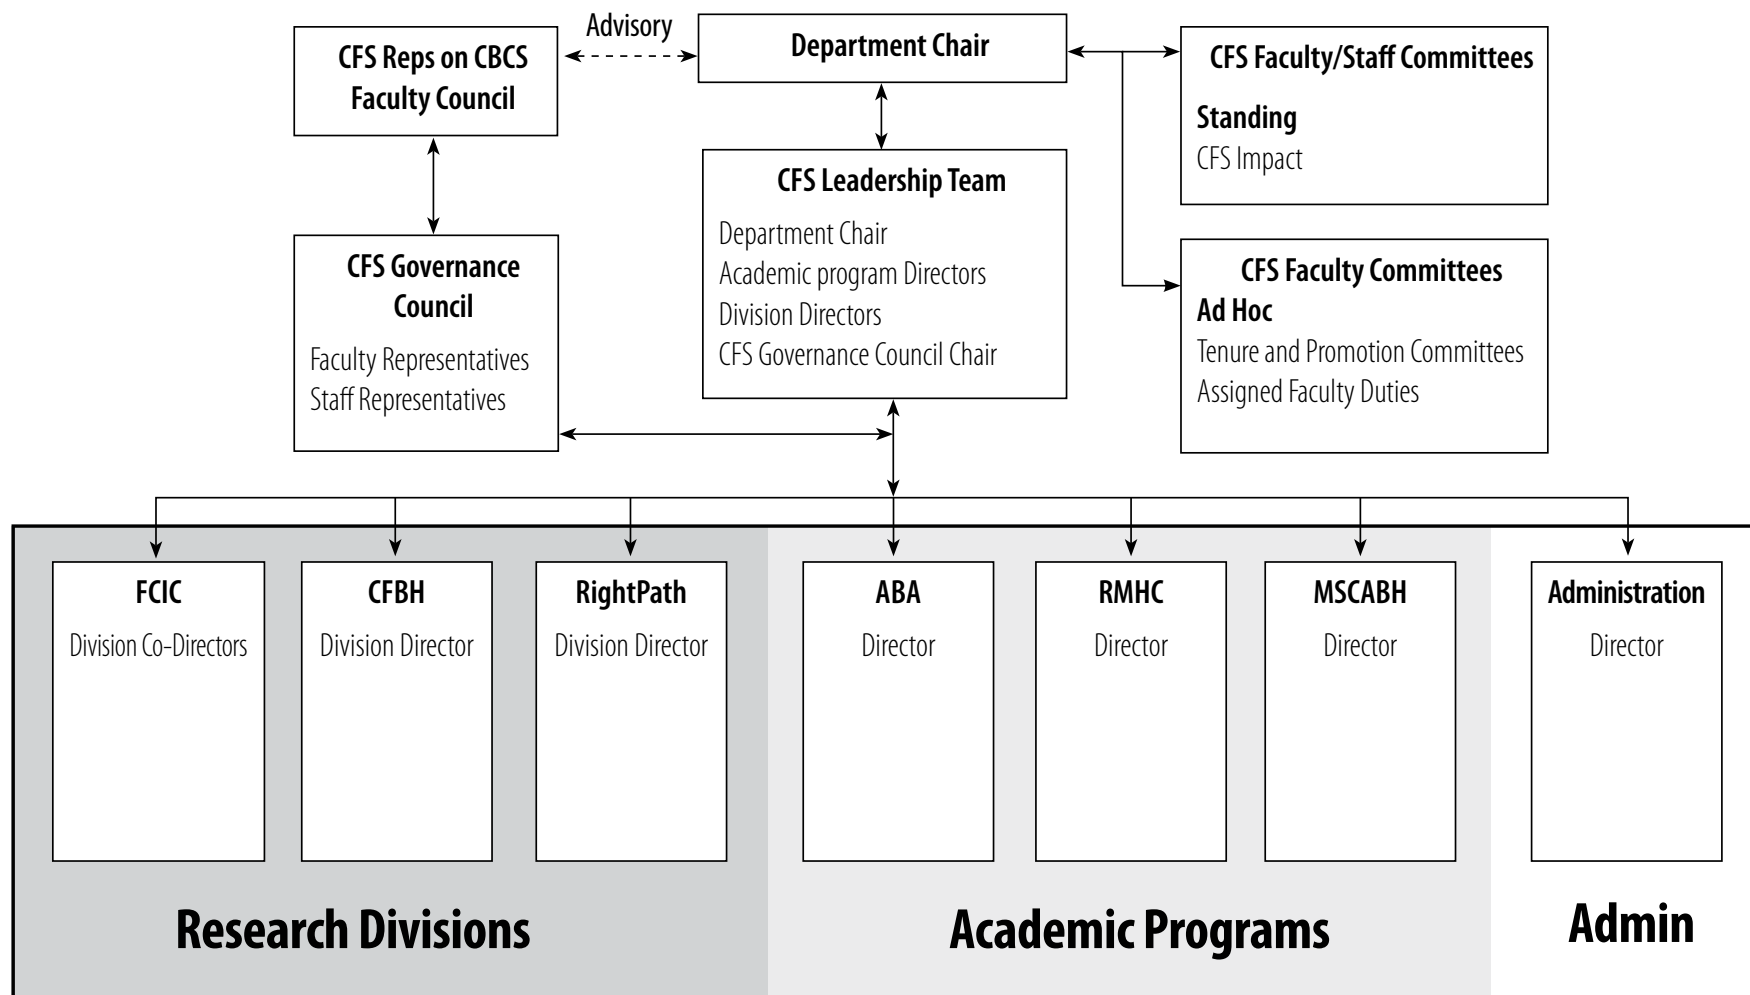 Advisory
CFS Reps on CBCS
Faculty Council
Department Chair
CFS Faculty/Staff Committees
Standing
CFS Impact
CFS Leadership Team
Department Chair
Academic program Directors
Division Directors
CFS Governance Council Chair
CFS Governance
Council
Faculty Representatives
Staff Representatives
CFS Faculty Committees
Ad Hoc
Tenure and Promotion Committees
Assigned Faculty Duties
FCIC
Division Co-Directors
CFBH
Division Director
RightPath
Division Director
ABA
Director
RMHC
Director
MSCABH
Director
Administration
Director
Research Divisions
Academic Programs
Admin